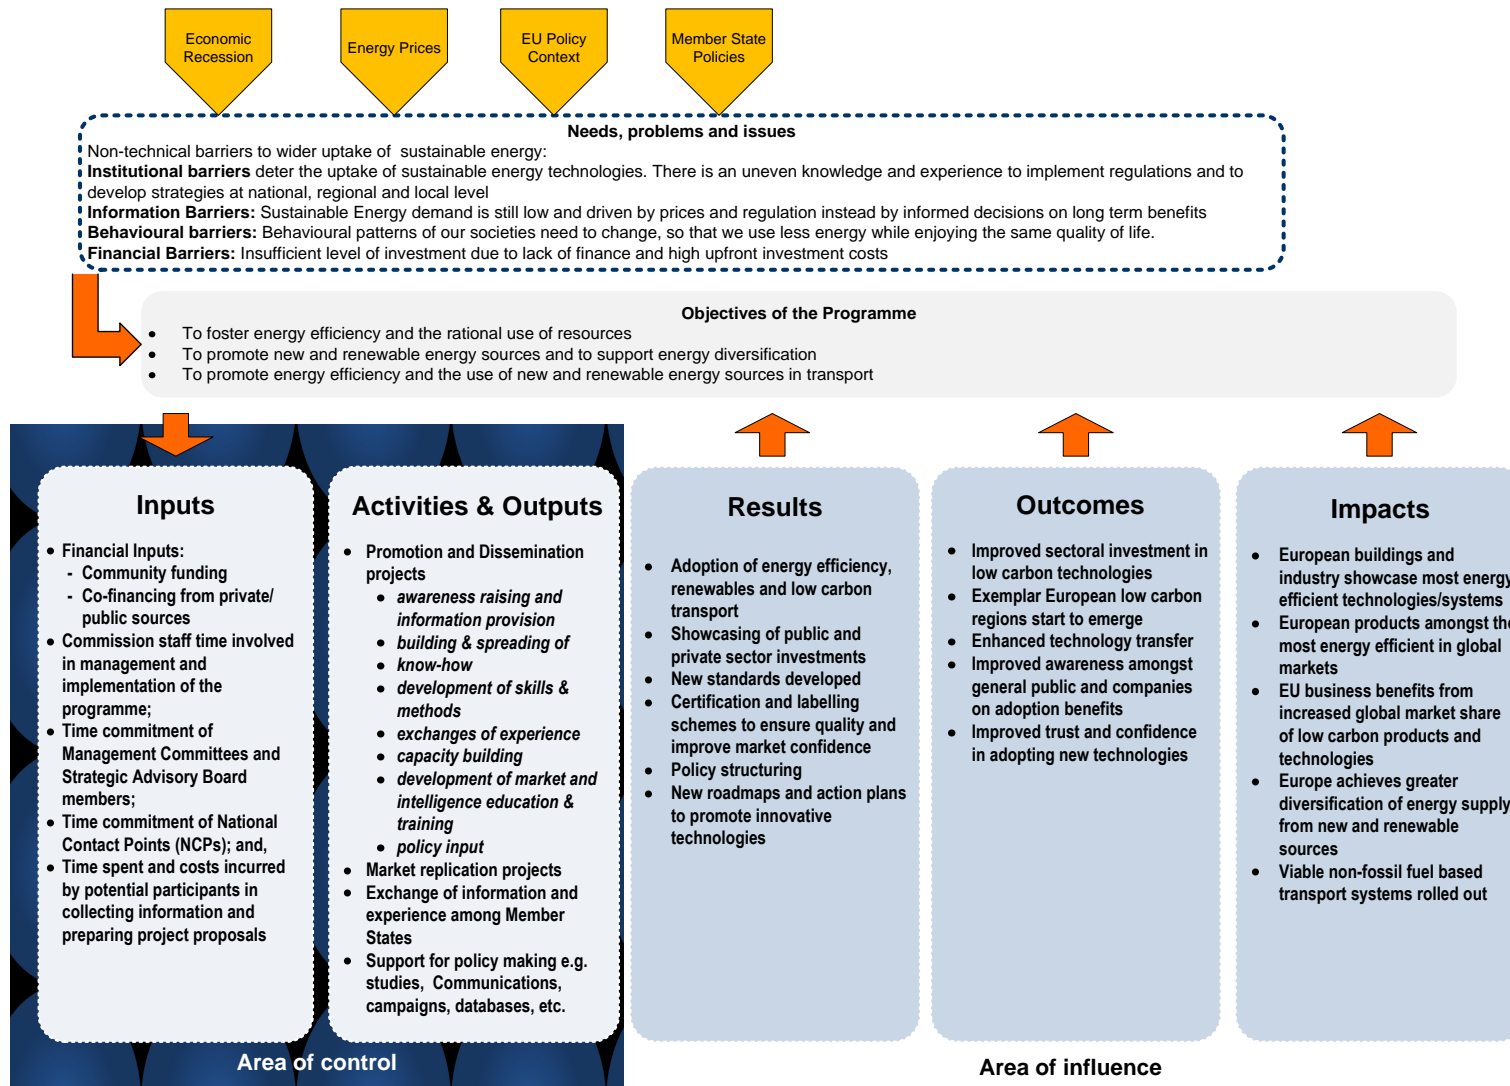 Economic
Recession
Energy Prices
EU Policy
Context
Member State
Policies
Needs, problems and issues
Non-technical barriers to wider uptake of sustainable energy:
Institutional barriers deter the uptake of sustainable energy technologies. There is an uneven knowledge and experience to implement regulations and to
develop strategies at national, regional and local level
Information Barriers: Sustainable Energy demand is still low and driven by prices and regulation instead by informed decisions on long term benefits
Behavioural barriers: Behavioural patterns of our societies need to change, so that we use less energy while enjoying the same quality of life.
Financial Barriers: Insufficient level of investment due to lack of finance and high upfront investment costs
Objectives of the Programme
• To foster energy efficiency and the rational use of resources
• To promote new and renewable energy sources and to support energy diversification
• To promote energy efficiency and the use of new and renewable energy sources in transport
Inputs
• Financial Inputs:
- Community funding
- Co-financing from private/
public sources
• Commission staff time involved
in management and
implementation of the
programme;
• Time commitment of
Management Committees and
Strategic Advisory Board
members;
• Time commitment of National
Contact Points (NCPs); and,
• Time spent and costs incurred
by potential participants in
collecting information and
preparing project proposals
Activities & Outputs
• Promotion and Dissemination
projects
• awareness raising and
information provision
• building & spreading of
• know-how
• development of skills &
methods
• exchanges of experience
• capacity building
• development of market and
intelligence education &
training
• policy input
• Market replication projects
• Exchange of information and
experience among Member
States
• Support for policy making e.g.
studies, Communications,
campaigns, databases, etc.
Area of control
Results
• Adoption of energy efficiency,
renewables and low carbon
transport
• Showcasing of public and
private sector investments
• New standards developed
• Certification and labelling
schemes to ensure quality and
improve market confidence
• Policy structuring
• New roadmaps and action plans
to promote innovative
technologies
Outcomes
• Improved sectoral investment in
low carbon technologies
• Exemplar European low carbon
regions start to emerge
• Enhanced technology transfer
• Improved awareness amongst
general public and companies
on adoption benefits
• Improved trust and confidence
in adopting new technologies
Impacts
• European buildings and
industry showcase most energy
efficient technologies/systems
• European products amongst the
most energy efficient in global
markets
• EU business benefits from
increased global market share
of low carbon products and
technologies
• Europe achieves greater
diversification of energy supply
from new and renewable
sources
• Viable non-fossil fuel based
transport systems rolled out
Area of influence